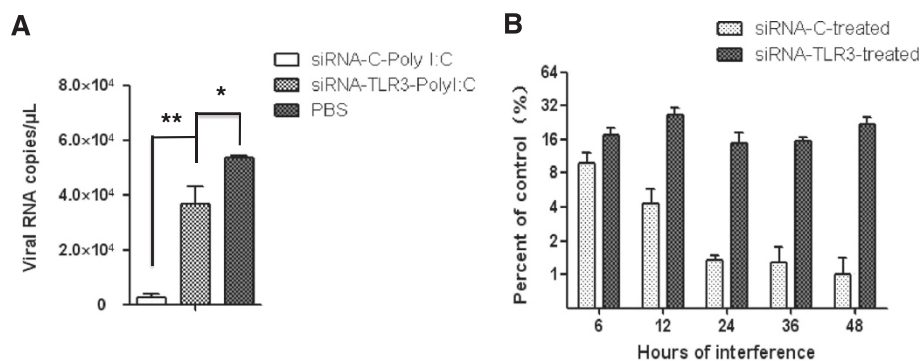 A
siRNA-C-Poly I:C
siRNA-TLR3-PolyI:C
PBS
Viral RNA copies/µL
8.0×10⁴
6.0×10⁴
4.0×10⁴
2.0×10⁴
0
**
*
B
siRNA-C-treated
siRNA-TLR3-treated
Percent of control (%)
64
32
16
8
4
2
1
6 12 24 36 48
Hours of interference